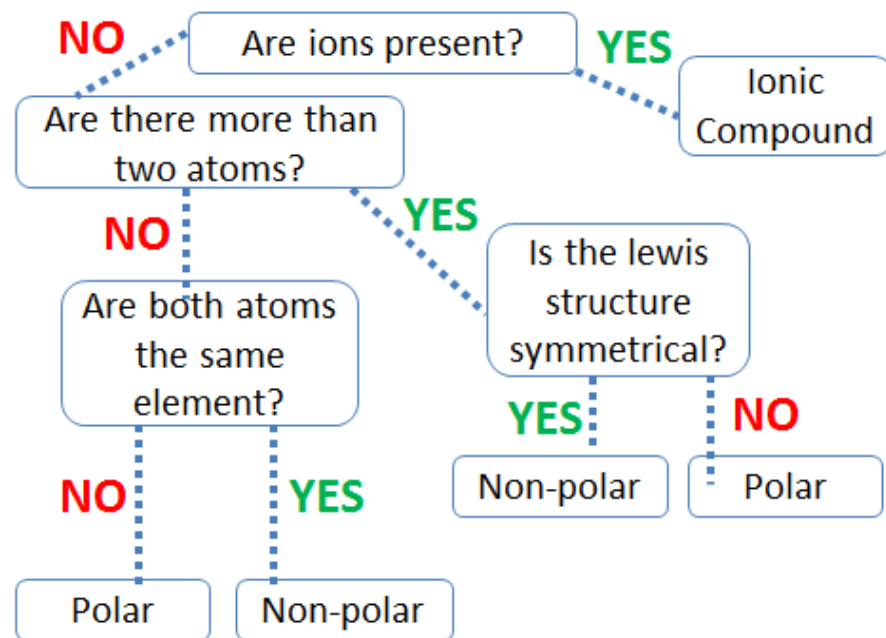 NO
Are ions present?
YES
Ionic
Compound
Are there more than
two atoms?
NO
YES
Is the lewis
structure
symmetrical?
Are both atoms
the same
element?
YES
NO
NO
YES
Non-polar
Polar
Polar
Non-polar